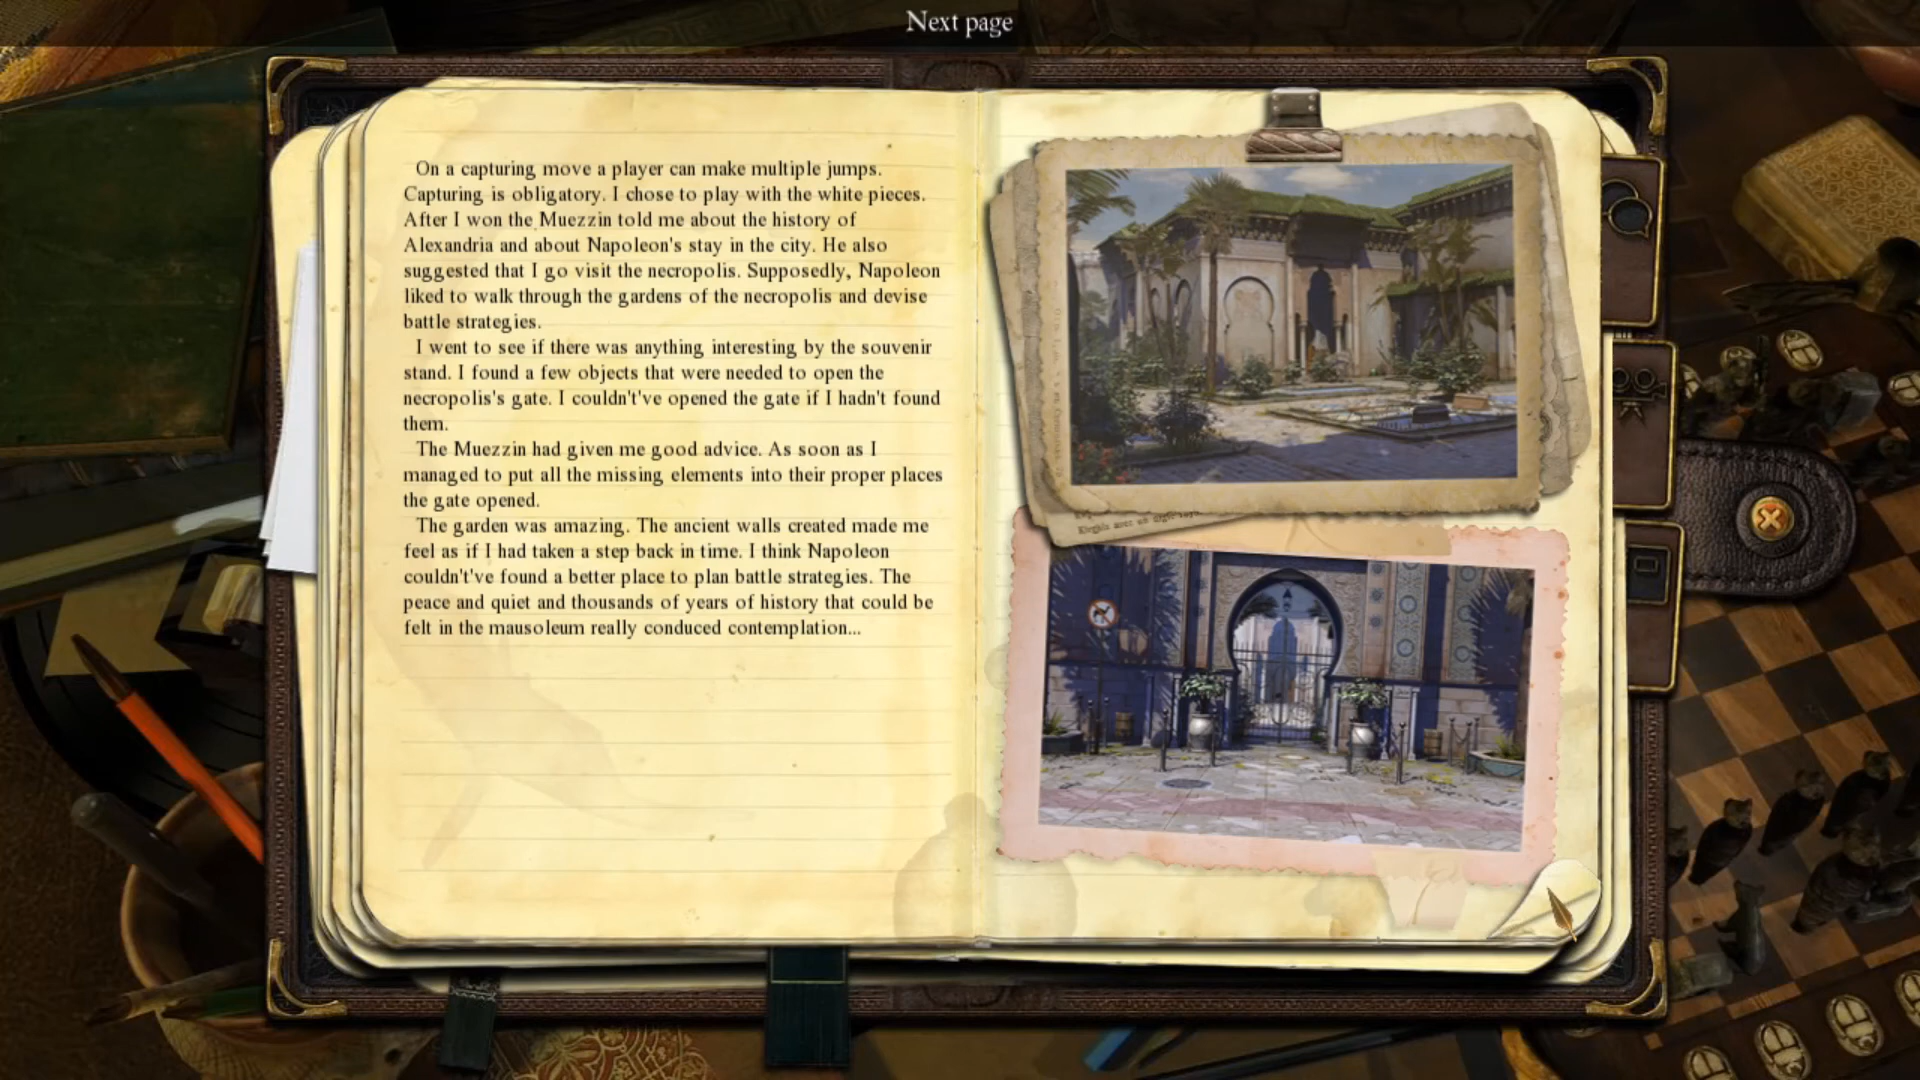 Next page
On a capturing move a player can make multiple jumps.
Capturing is obligatory. I chose to play with the white pieces.
After I won the Muezzin told me about the history of
Alexandria and about Napoleon's stay in the city. He also
suggested that I go visit the necropolis. Supposedly, Napoleon
liked to walk through the gardens of the necropolis and devise
battle strategies.
I went to see if there was anything interesting by the souvenir
stand. I found a few objects that were needed to open the
necropolis's gate. I couldn't've opened the gate if I hadn't found
them.
The Muezzin had given me good advice. As soon as I
managed to put all the missing elements into their proper places
the gate opened.
The garden was amazing. The ancient walls created made me
feel as if I had taken a step back in time. I think Napoleon
couldn't've found a better place to plan battle strategies. The
peace and quiet and thousands of years of history that could be
felt in the mausoleum really conduced contemplation...